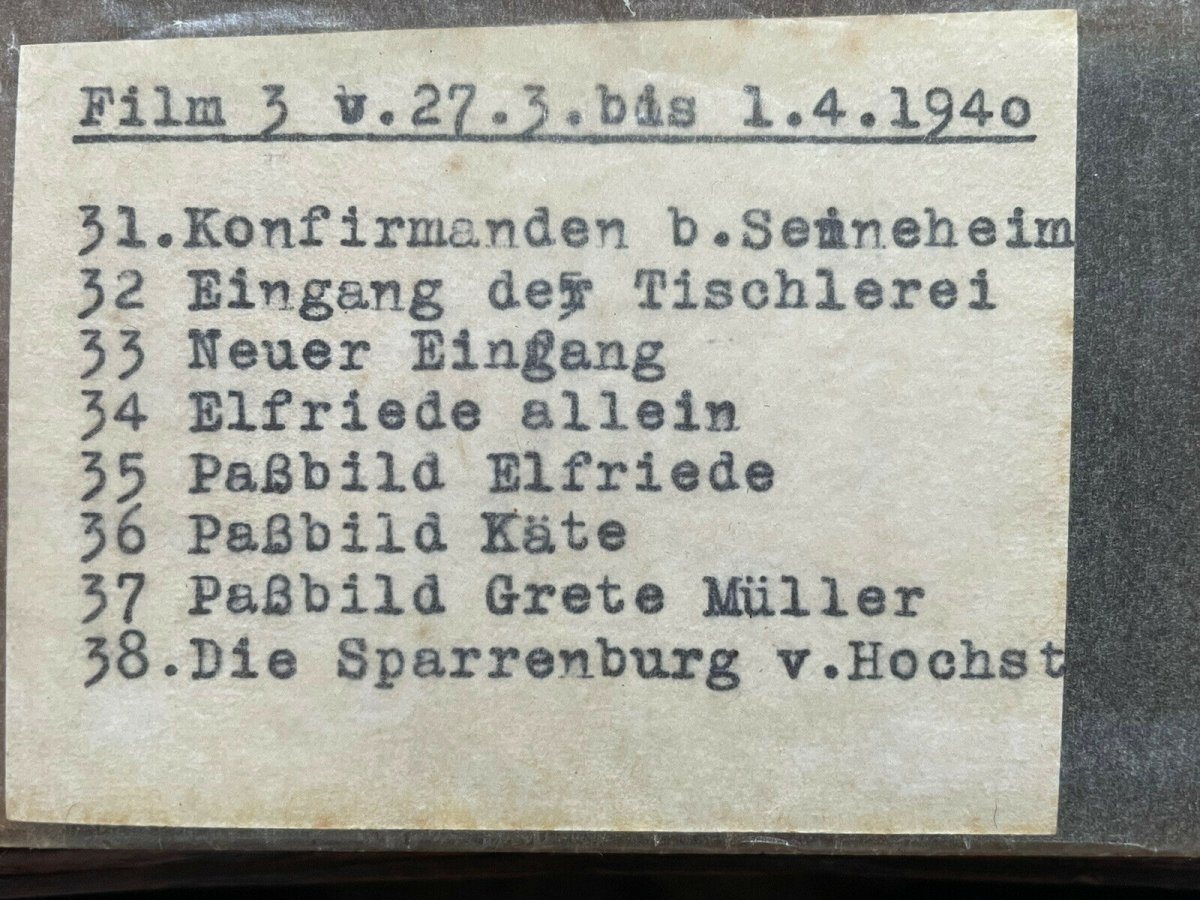 Film 3 v.27.3.bis 1.4.1940
31.Konfirmanden b.Senneheim
32 Eingang der Tischlerei
33 Neuer Eingang
34 Elfriede allein
35 Paßbild Elfriede
36 Paßbild Käte
37 Paßbild Grete Müller
38.Die Sparrenburg v.Hochst